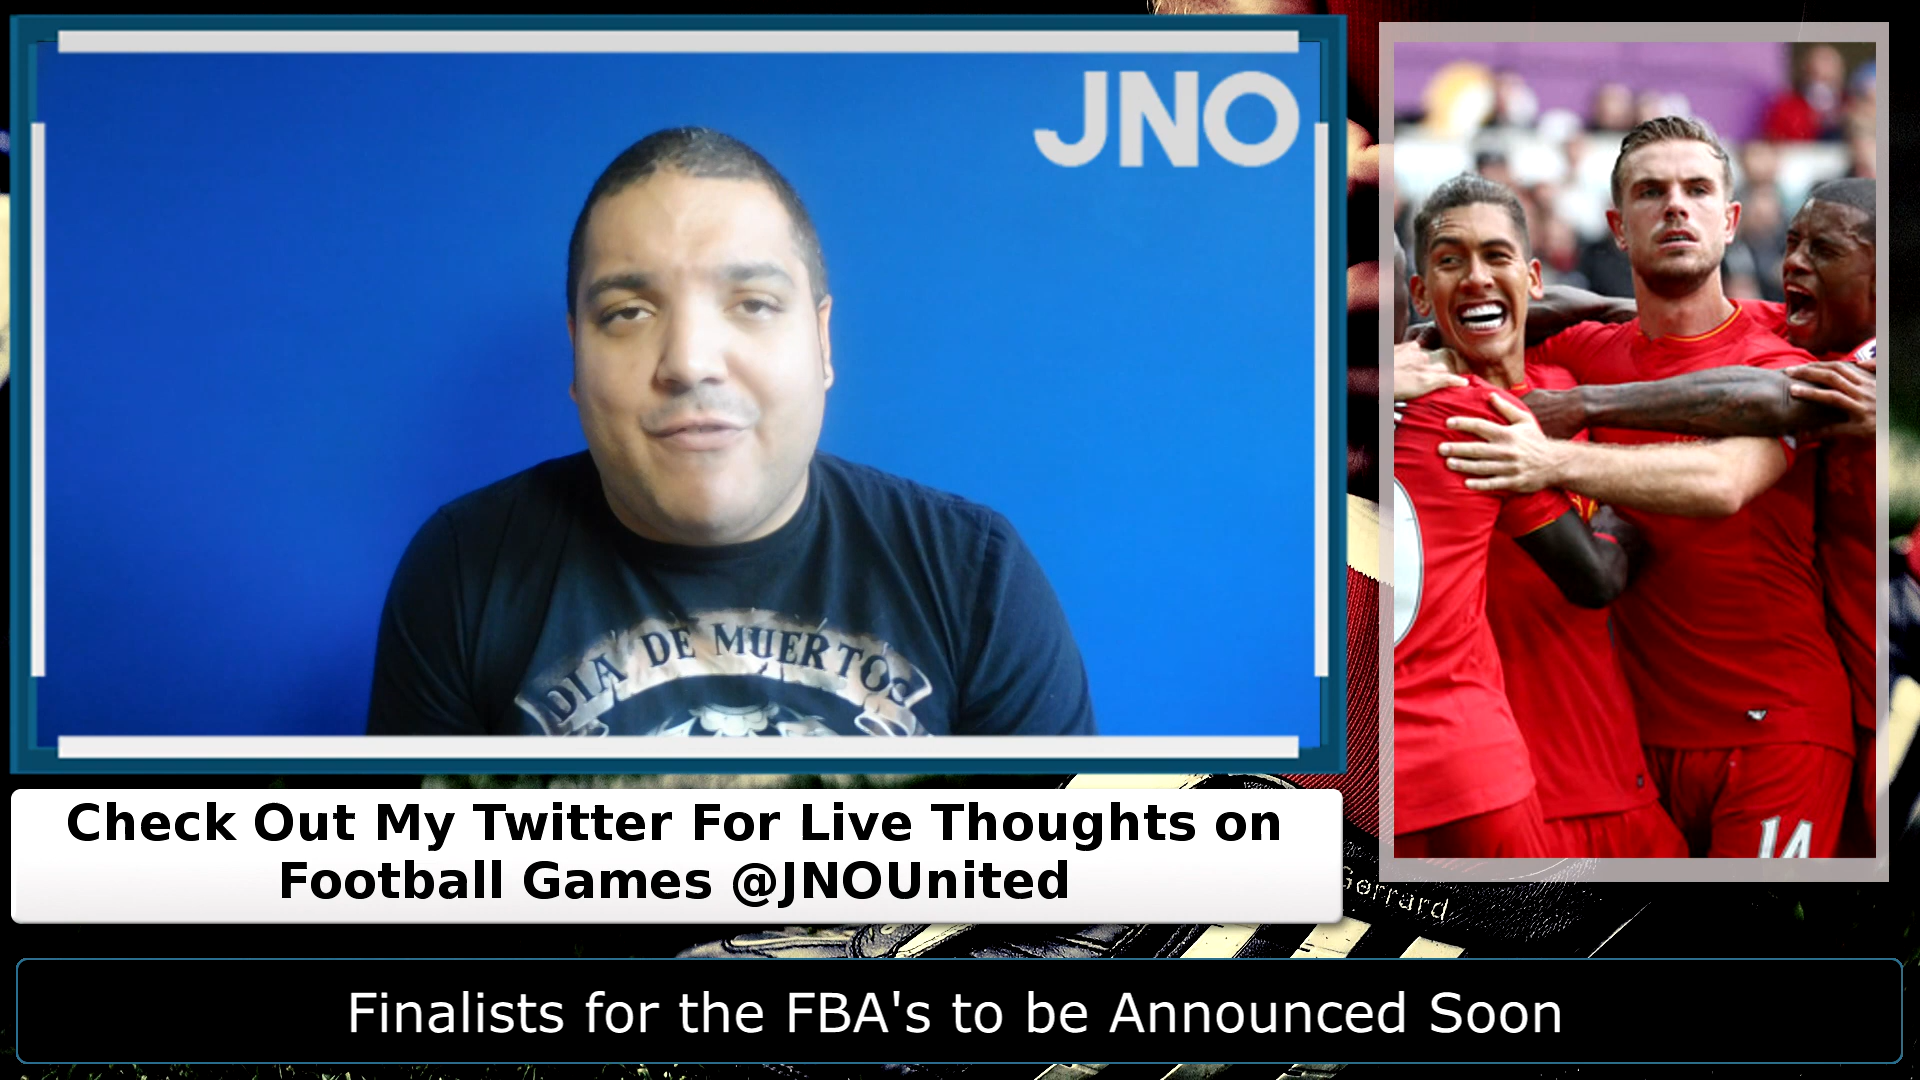 JNO
DIA DE MUERTOS
14
Check Out My Twitter For Live Thoughts on
Football Games @JNOUnited
Gerrard
Finalists for the FBA's to be Announced Soon